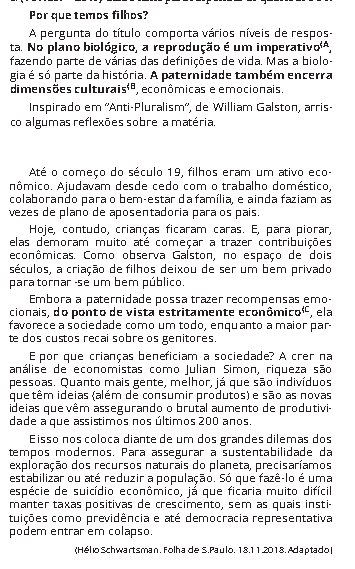 Por que temos filhos?
A pergunta do título comporta vários níveis de respos-
ta. No plano biológico, a reprodução é um imperativo(A,
fazendo parte de várias das definições de vida. Mas a biolo-
gia é só parte da história. A paternidade também encerra
dimensões culturais(B, econômicas e emocionais.
Inspirado em “Anti-Pluralism”, de William Galston, arris-
co algumas reflexões sobre a matéria.
Até o começo do século 19, filhos eram um ativo eco-
nômico. Ajudavam desde cedo com o trabalho doméstico,
colaborando para o bem-estar da família, e ainda faziam as
vezes de plano de aposentadoria para os pais.
Hoje, contudo, crianças ficaram caras. E, para piorar,
elas demoram muito até começar a trazer contribuições
econômicas. Como observa Galston, no espaço de dois
séculos, a criação de filhos deixou de ser um bem privado
para tornar -se um bem público.
Embora a paternidade possa trazer recompensas emo-
cionais, do ponto de vista estritamente econômico(C, ela
favorece a sociedade como um todo, enquanto a maior par-
te dos custos recai sobre os genitores.
E por que crianças beneficiam a sociedade? A crer na
análise de economistas como Julian Simon, riqueza são
pessoas. Quanto mais gente, melhor, já que são indivíduos
que têm ideias (além de consumir produtos) e são as novas
ideias que vêm assegurando o brutal aumento de produtivi-
dade a que assistimos nos últimos 200 anos.
E isso nos coloca diante de um dos grandes dilemas dos
tempos modernos. Para assegurar a sustentabilidade da
exploração dos recursos naturais do planeta, precisaríamos
estabilizar ou até reduzir a população. Só que fazê-lo é uma
espécie de suicídio econômico, já que ficaria muito difícil
manter taxas positivas de crescimento, sem as quais insti-
tuições como previdência e até democracia representativa
podem entrar em colapso.
(Hélio Schwartsman. Folha de S.Paulo. 18.11.2018. Adaptado)